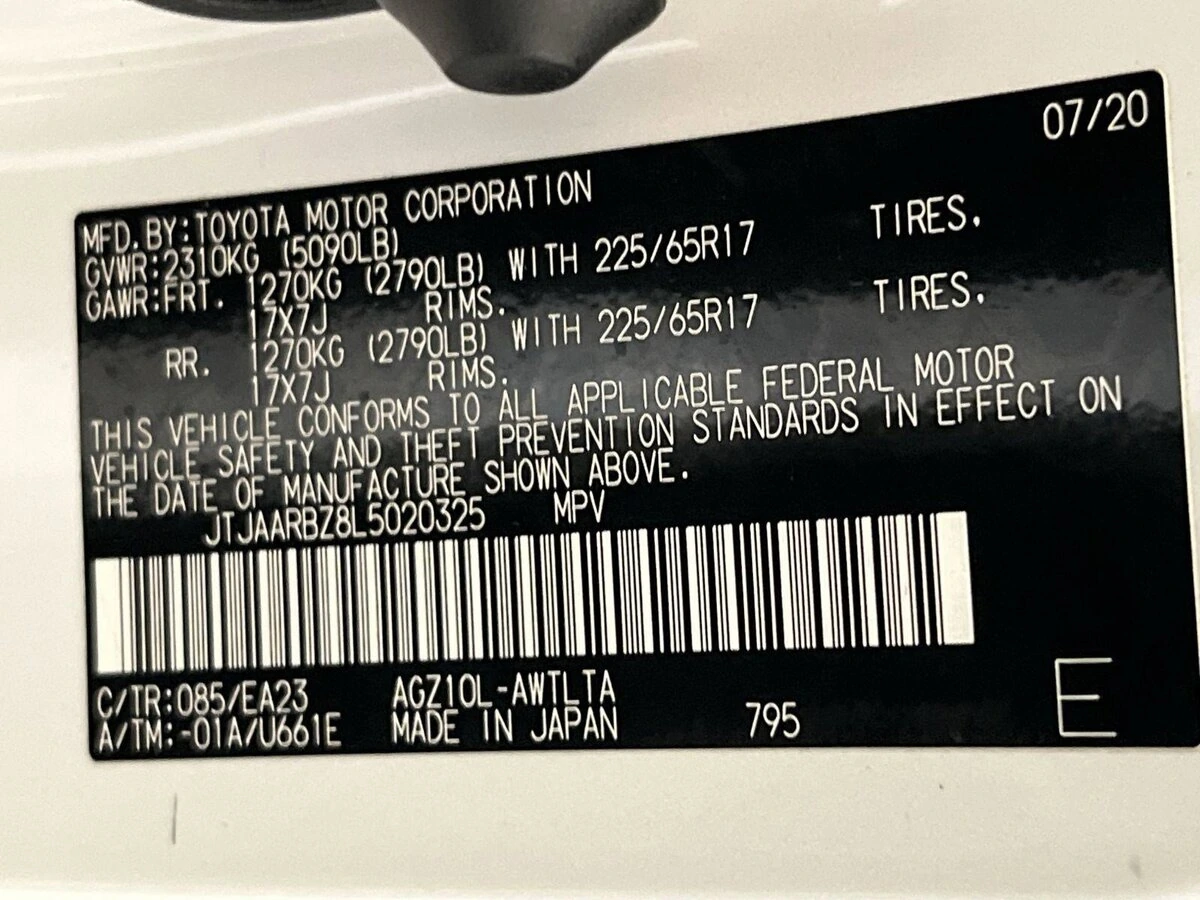 07/20
MFD. BY: TOYOTA MOTOR CORPORATION
GVWR: 2310KG (5090LB)
GAWR: FRT. 1270KG (2790LB) WITH 225/65R17 TIRES.
17X7J RIMS.
RR. 1270KG (2790LB) WITH 225/65R17 TIRES.
17X7J RIMS.
THIS VEHICLE CONFORMS TO ALL APPLICABLE FEDERAL MOTOR
VEHICLE SAFETY AND THEFT PREVENTION STANDARDS IN EFFECT ON
THE DATE OF MANUFACTURE SHOWN ABOVE.
JTJAARBZ8L5020325 MPV
C/TR: 085/EA23 AGZ10L-AWTLTA
A/TM: -01A/U661E MADE IN JAPAN 795 E